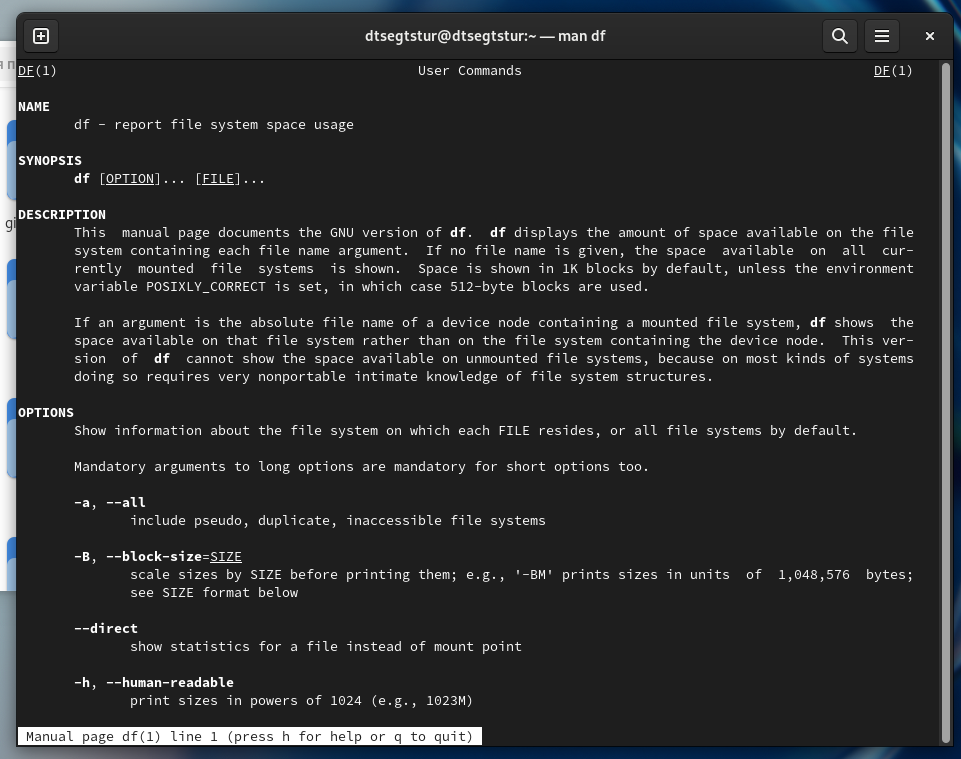 dtsegtstur@dtsegtstur:~ — man df
DF(1) User Commands DF(1)
NAME
df - report file system space usage
SYNOPSIS
df [OPTION]... [FILE]...
DESCRIPTION
This manual page documents the GNU version of df. df displays the amount of space available on the file
system containing each file name argument. If no file name is given, the space available on all cur-
rently mounted file systems is shown. Space is shown in 1K blocks by default, unless the environment
variable POSIXLY_CORRECT is set, in which case 512-byte blocks are used.
If an argument is the absolute file name of a device node containing a mounted file system, df shows the
space available on that file system rather than on the file system containing the device node. This ver-
sion of df cannot show the space available on unmounted file systems, because on most kinds of systems
doing so requires very nonportable intimate knowledge of file system structures.
OPTIONS
Show information about the file system on which each FILE resides, or all file systems by default.
Mandatory arguments to long options are mandatory for short options too.
-a, --all
include pseudo, duplicate, inaccessible file systems
-B, --block-size=SIZE
scale sizes by SIZE before printing them; e.g., '-BM' prints sizes in units of 1,048,576 bytes;
see SIZE format below
--direct
show statistics for a file instead of mount point
-h, --human-readable
print sizes in powers of 1024 (e.g., 1023M)
Manual page df(1) line 1 (press h for help or q to quit)